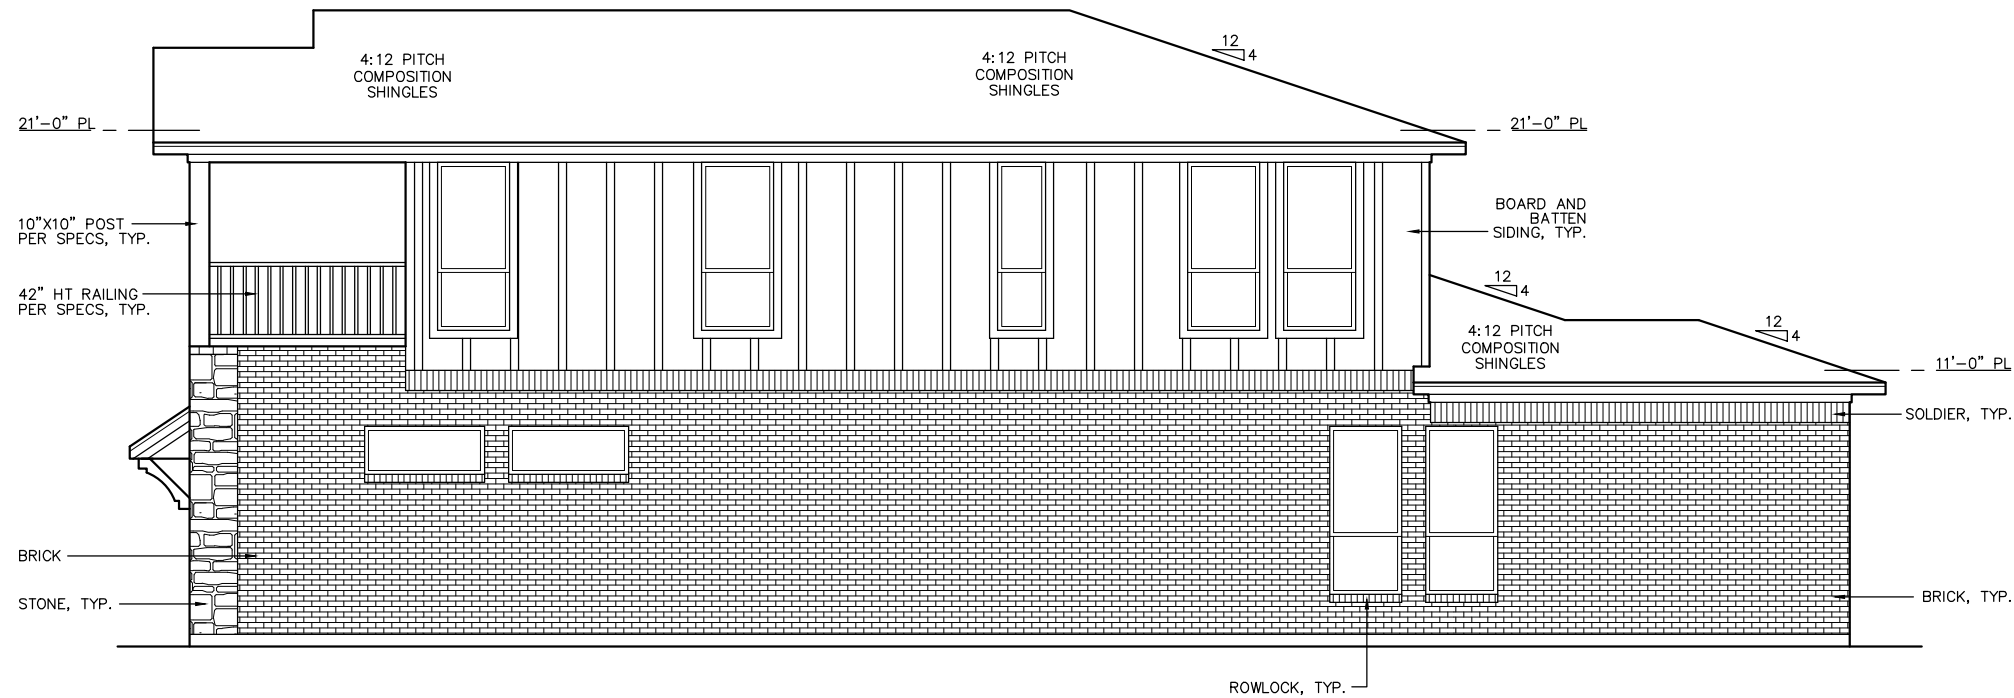 12
4
4:12 PITCH
COMPOSITION
SHINGLES
4:12 PITCH
COMPOSITION
SHINGLES
21'-0" PL
21'-0" PL
10"X10" POST
PER SPECS, TYP.
BOARD AND
BATTEN
SIDING, TYP.
42" HT RAILING
PER SPECS, TYP.
12
4
12
4
4:12 PITCH
COMPOSITION
SHINGLES
11'-0" PL
SOLDIER, TYP.
BRICK
STONE, TYP.
BRICK, TYP.
ROWLOCK, TYP.